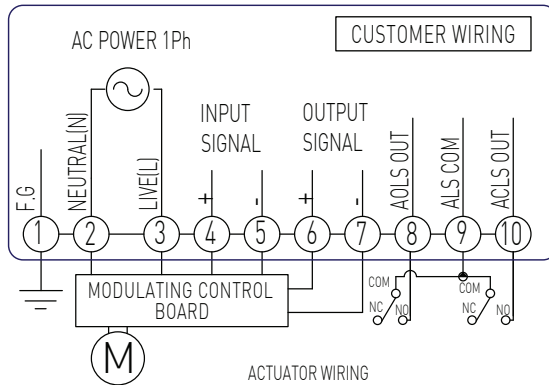 AC POWER 1Ph
CUSTOMER WIRING
F.G
NEUTRAL(N)
LIVE(L)
INPUT
SIGNAL
OUTPUT
SIGNAL
+
-
+
-
AOLS OUT
ALS COM
ACLS OUT
1
2
3
4
5
6
7
8
9
10
MODULATING CONTROL
BOARD
M
COM
NC
NO
COM
NC
NO
ACTUATOR WIRING